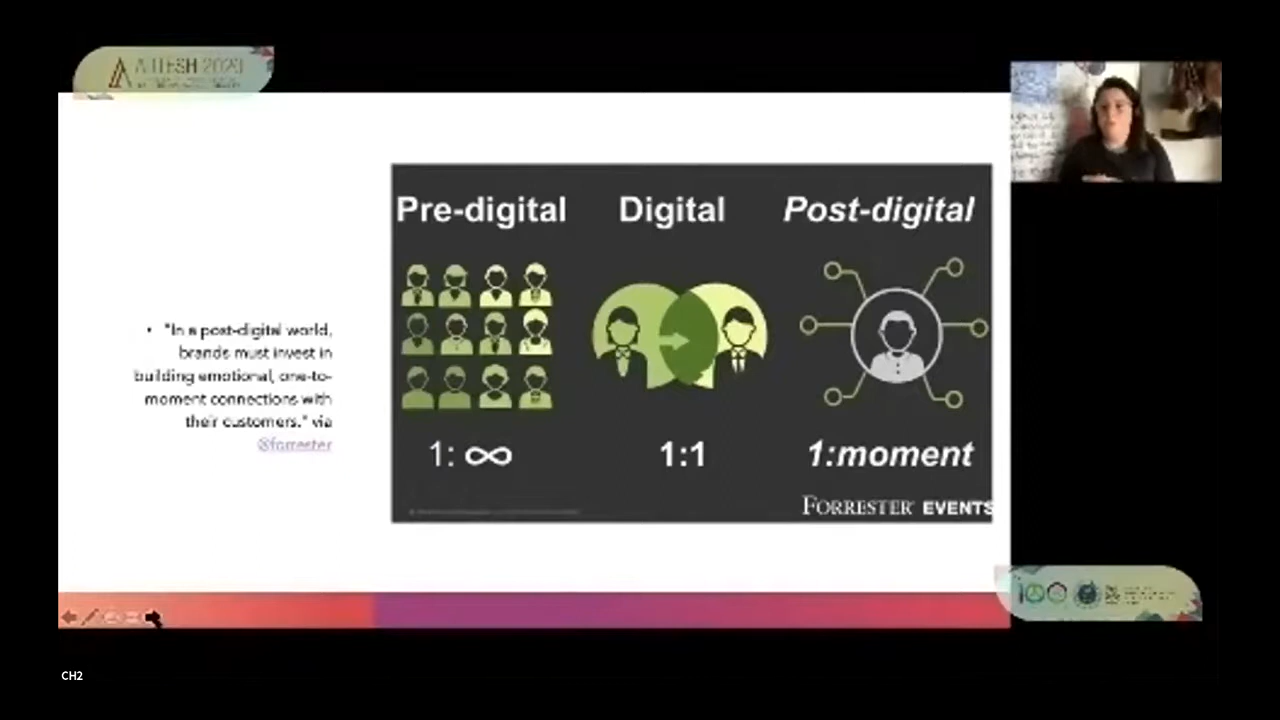 Pre-digital
Digital
Post-digital
• "In a post-digital world,
brands must invest in
building emotional, one-to-
moment connections with
their customers." via
@forrester
1: ∞
1:1
1:moment
FORRESTER EVENTS
100
CH2